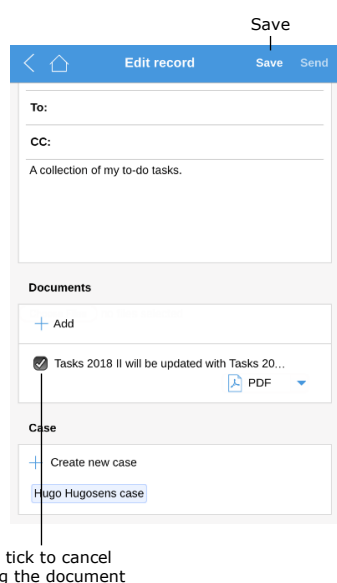 Save
Edit record Save Send
To:
CC:
A collection of my to-do tasks.
Documents
+ Add
Tasks 2018 II will be updated with Tasks 20...
PDF
Case
+ Create new case
Hugo Hugosens case
tick to cancel
the document